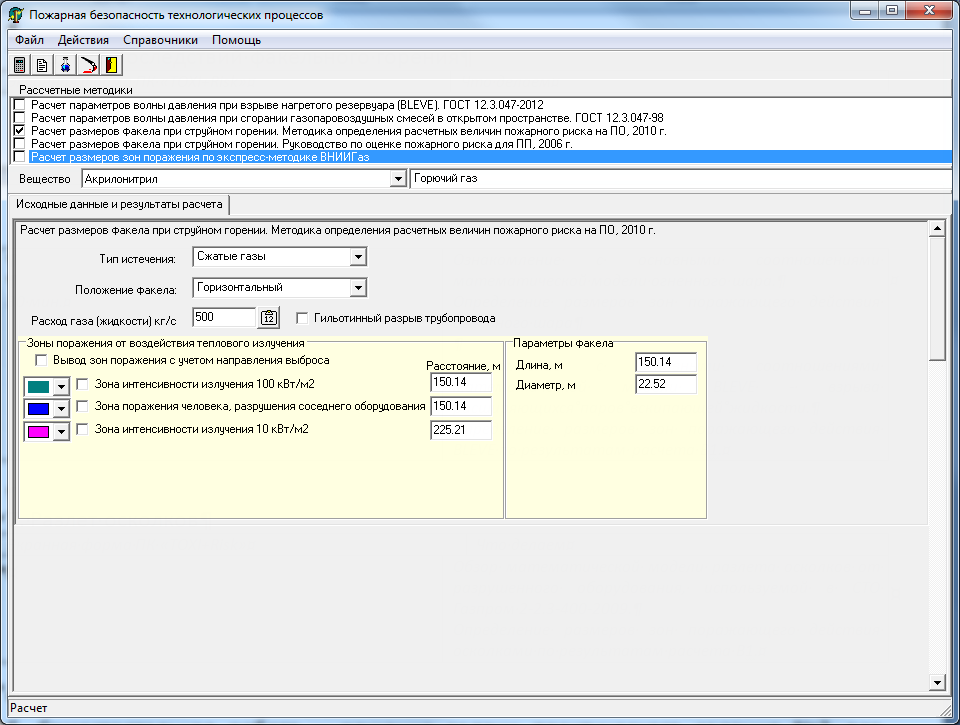 Пожарная безопасность технологических процессов
Файл Действия Справочники Помощь
Рассчетные методики
Расчет параметров волны давления при взрыве нагретого резервуара (BLEVE). ГОСТ 12.3.047-2012
Расчет параметров волны давления при сгорании газопаровоздушных смесей в открытом пространстве. ГОСТ 12.3.047-98
Расчет размеров факела при струйном горении. Методика определения расчетных величин пожарного риска на ПО, 2010 г.
Расчет размеров факела при струйном горении. Руководство по оценке пожарного риска для ПП, 2006 г.
Расчет размеров зон поражения по экспресс-методике ВНИИГаз
Вещество Акрилонитрил Горючий газ
Исходные данные и результаты расчета
Расчет размеров факела при струйном горении. Методика определения расчетных величин пожарного риска на ПО, 2010 г.
Тип истечения: Сжатые газы
Положение факела: Горизонтальный
Расход газа (жидкости) кг/с 500 12 Гильотинный разрыв трубопровода
Зоны поражения от воздействия теплового излучения Параметры факела
Вывод зон поражения с учетом направления выброса
Расстояние, м Длина, м 150.14
Зона интенсивности излучения 100 кВт/м2 150.14 Диаметр, м 22.52
Зона поражения человека, разрушения соседнего оборудования 150.14
Зона интенсивности излучения 10 кВт/м2 225.21
Расчет